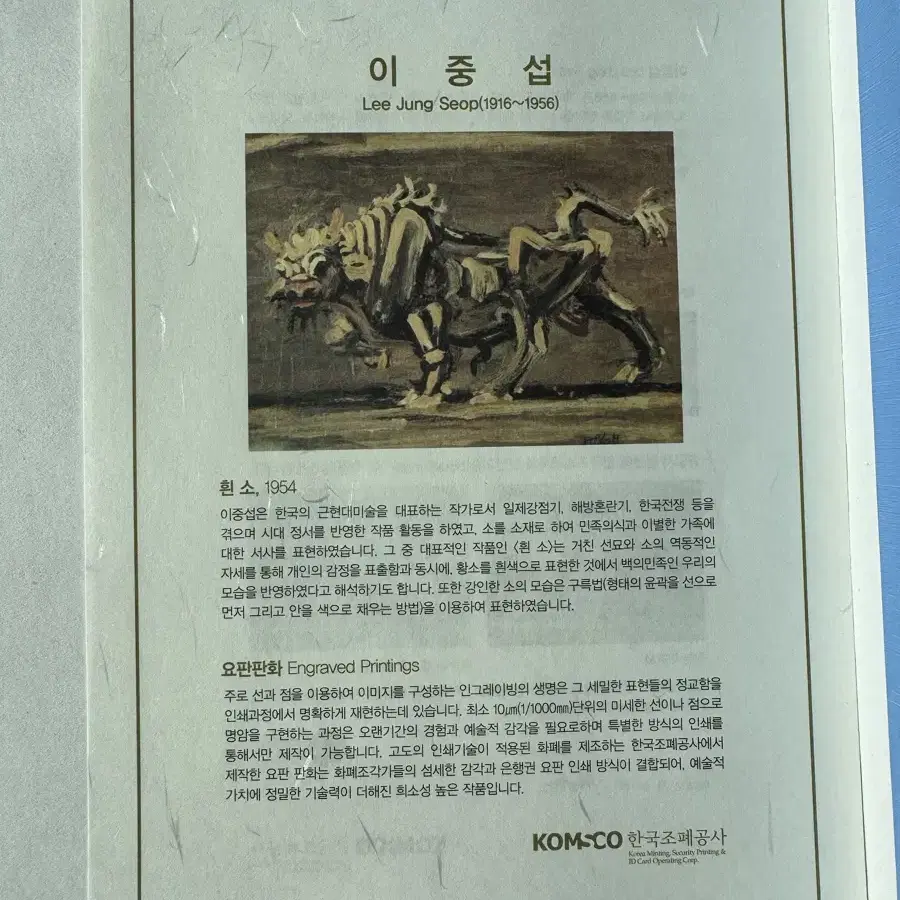 이 중 섭
Lee Jung Seop(1916~1956)
흰 소, 1954
이중섭은 한국의 근현대미술을 대표하는 작가로서 일제강점기, 해방혼란기, 한국전쟁 등을
겪으며 시대 정서를 반영한 작품 활동을 하였고, 소를 소재로 하여 민족의식과 이별한 가족에
대한 서사를 표현하였습니다. 그 중 대표적인 작품인 〈흰 소〉는 거친 선묘와 소의 역동적인
자세를 통해 개인의 감정을 표출함과 동시에, 황소를 흰색으로 표현한 것에서 백의민족인 우리의
모습을 반영하였다고 해석하기도 합니다. 또한 강인한 소의 모습은 구륵법(형태의 윤곽을 선으로
먼저 그리고 안을 색으로 채우는 방법)을 이용하여 표현하였습니다.
요판판화 Engraved Printings
주로 선과 점을 이용하여 이미지를 구성하는 인그레이빙의 생명은 그 세밀한 표현들의 정교함을
인쇄과정에서 명확하게 재현하는데 있습니다. 최소 10㎛(1/1000㎜)단위의 미세한 선이나 점으로
명암을 구현하는 과정은 오랜기간의 경험과 예술적 감각을 필요로하며 특별한 방식의 인쇄를
통해서만 제작이 가능합니다. 고도의 인쇄기술이 적용된 화폐를 제조하는 한국조폐공사에서
제작한 요판 판화는 화폐조각가들의 섬세한 감각과 은행권 요판 인쇄 방식이 결합되어, 예술적
가치에 정밀한 기술력이 더해진 희소성 높은 작품입니다.
KOMSCO 한국조폐공사
Korea Minting, Security Printing &
ID Card Operating Corp.